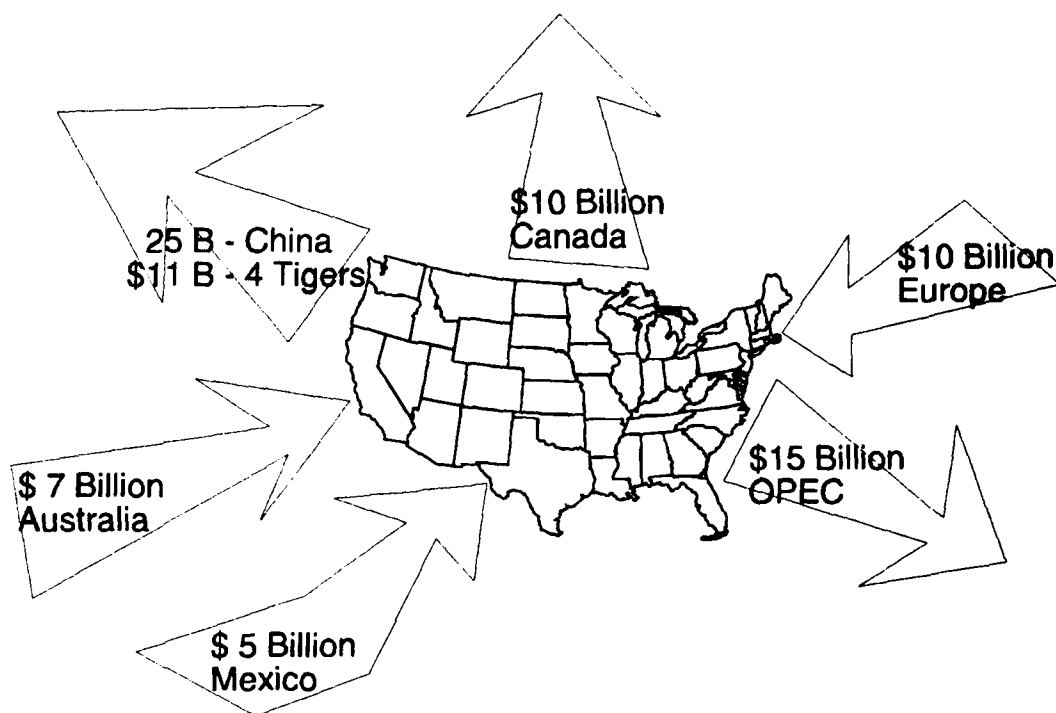 $10 Billion
Canada
25 B - China
$11 B - 4 Tigers
$10 Billion
Europe
$15 Billion
OPEC
$ 7 Billion
Australia
$ 5 Billion
Mexico